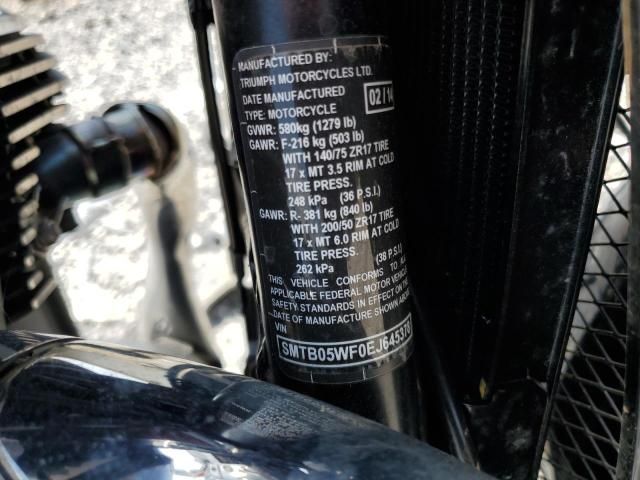 MANUFACTURED BY:
TRIUMPH MOTORCYCLES LTD.
DATE MANUFACTURED 02/14
TYPE: MOTORCYCLE
GVWR: 580kg (1279 lb)
GAWR: F-216 kg (503 lb)
WITH 140/75 ZR17 TIRE
17 x MT 3.5 RIM AT COLD
TIRE PRESS.
248 kPa (36 P.S.I.)
GAWR: R- 381 kg (840 lb)
WITH 200/50 ZR17 TIRE
17 x MT 6.0 RIM AT COLD
TIRE PRESS.
262 kPa (38 P.S.I.)
THIS VEHICLE CONFORMS TO ALL
APPLICABLE FEDERAL MOTOR VEHICLE
SAFETY STANDARDS IN EFFECT ON THE
DATE OF MANUFACTURE SHOWN ABOVE.
VIN
SMTB05WF0EJ645378